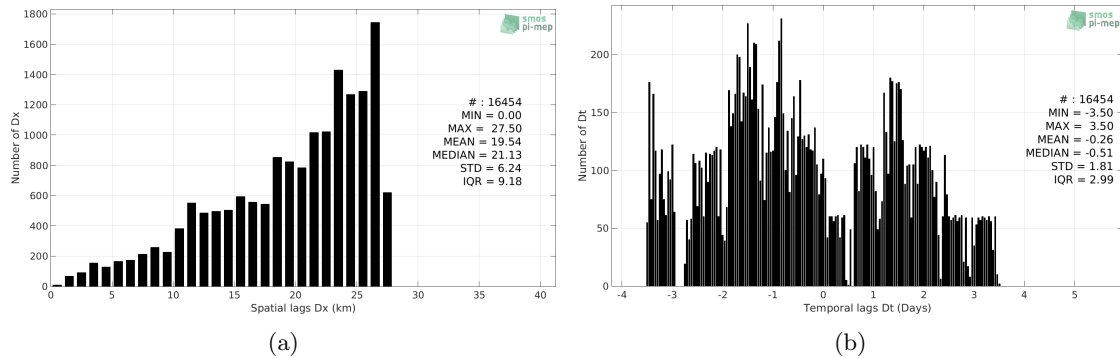 1800
1600
1400
1200
1000
800
600
400
200
0
Number of Dx
smos
pi-mep
# : 16454
MIN = 0.00
MAX = 27.50
MEAN = 19.54
MEDIAN = 21.13
STD = 6.24
IQR = 9.18
0 5 10 15 20 25 30 35 40
Spatial lags Dx (km)
(a)
200
150
100
50
0
Number of Dt
smos
pi-mep
# : 16454
MIN = -3.50
MAX = 3.50
MEAN = -0.26
MEDIAN = -0.51
STD = 1.81
IQR = 2.99
-4 -3 -2 -1 0 1 2 3 4 5
Temporal lags Dt (Days)
(b)